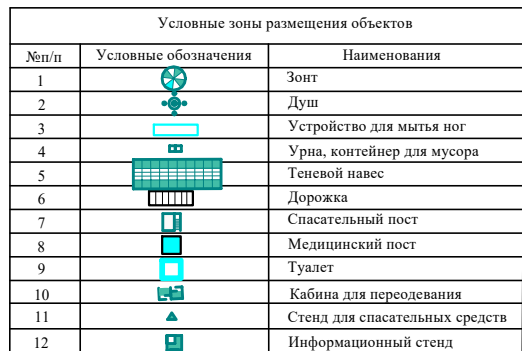 Условные зоны размещения объектов
№п/п Условные обозначения Наименования
1 Зонт
2 Душ
3 Устройство для мытья ног
4 Урна, контейнер для мусора
5 Теневой навес
6 Дорожка
7 Спасательный пост
8 Медицинский пост
9 Туалет
10 Кабина для переодевания
11 Стенд для спасательных средств
12 Информационный стенд